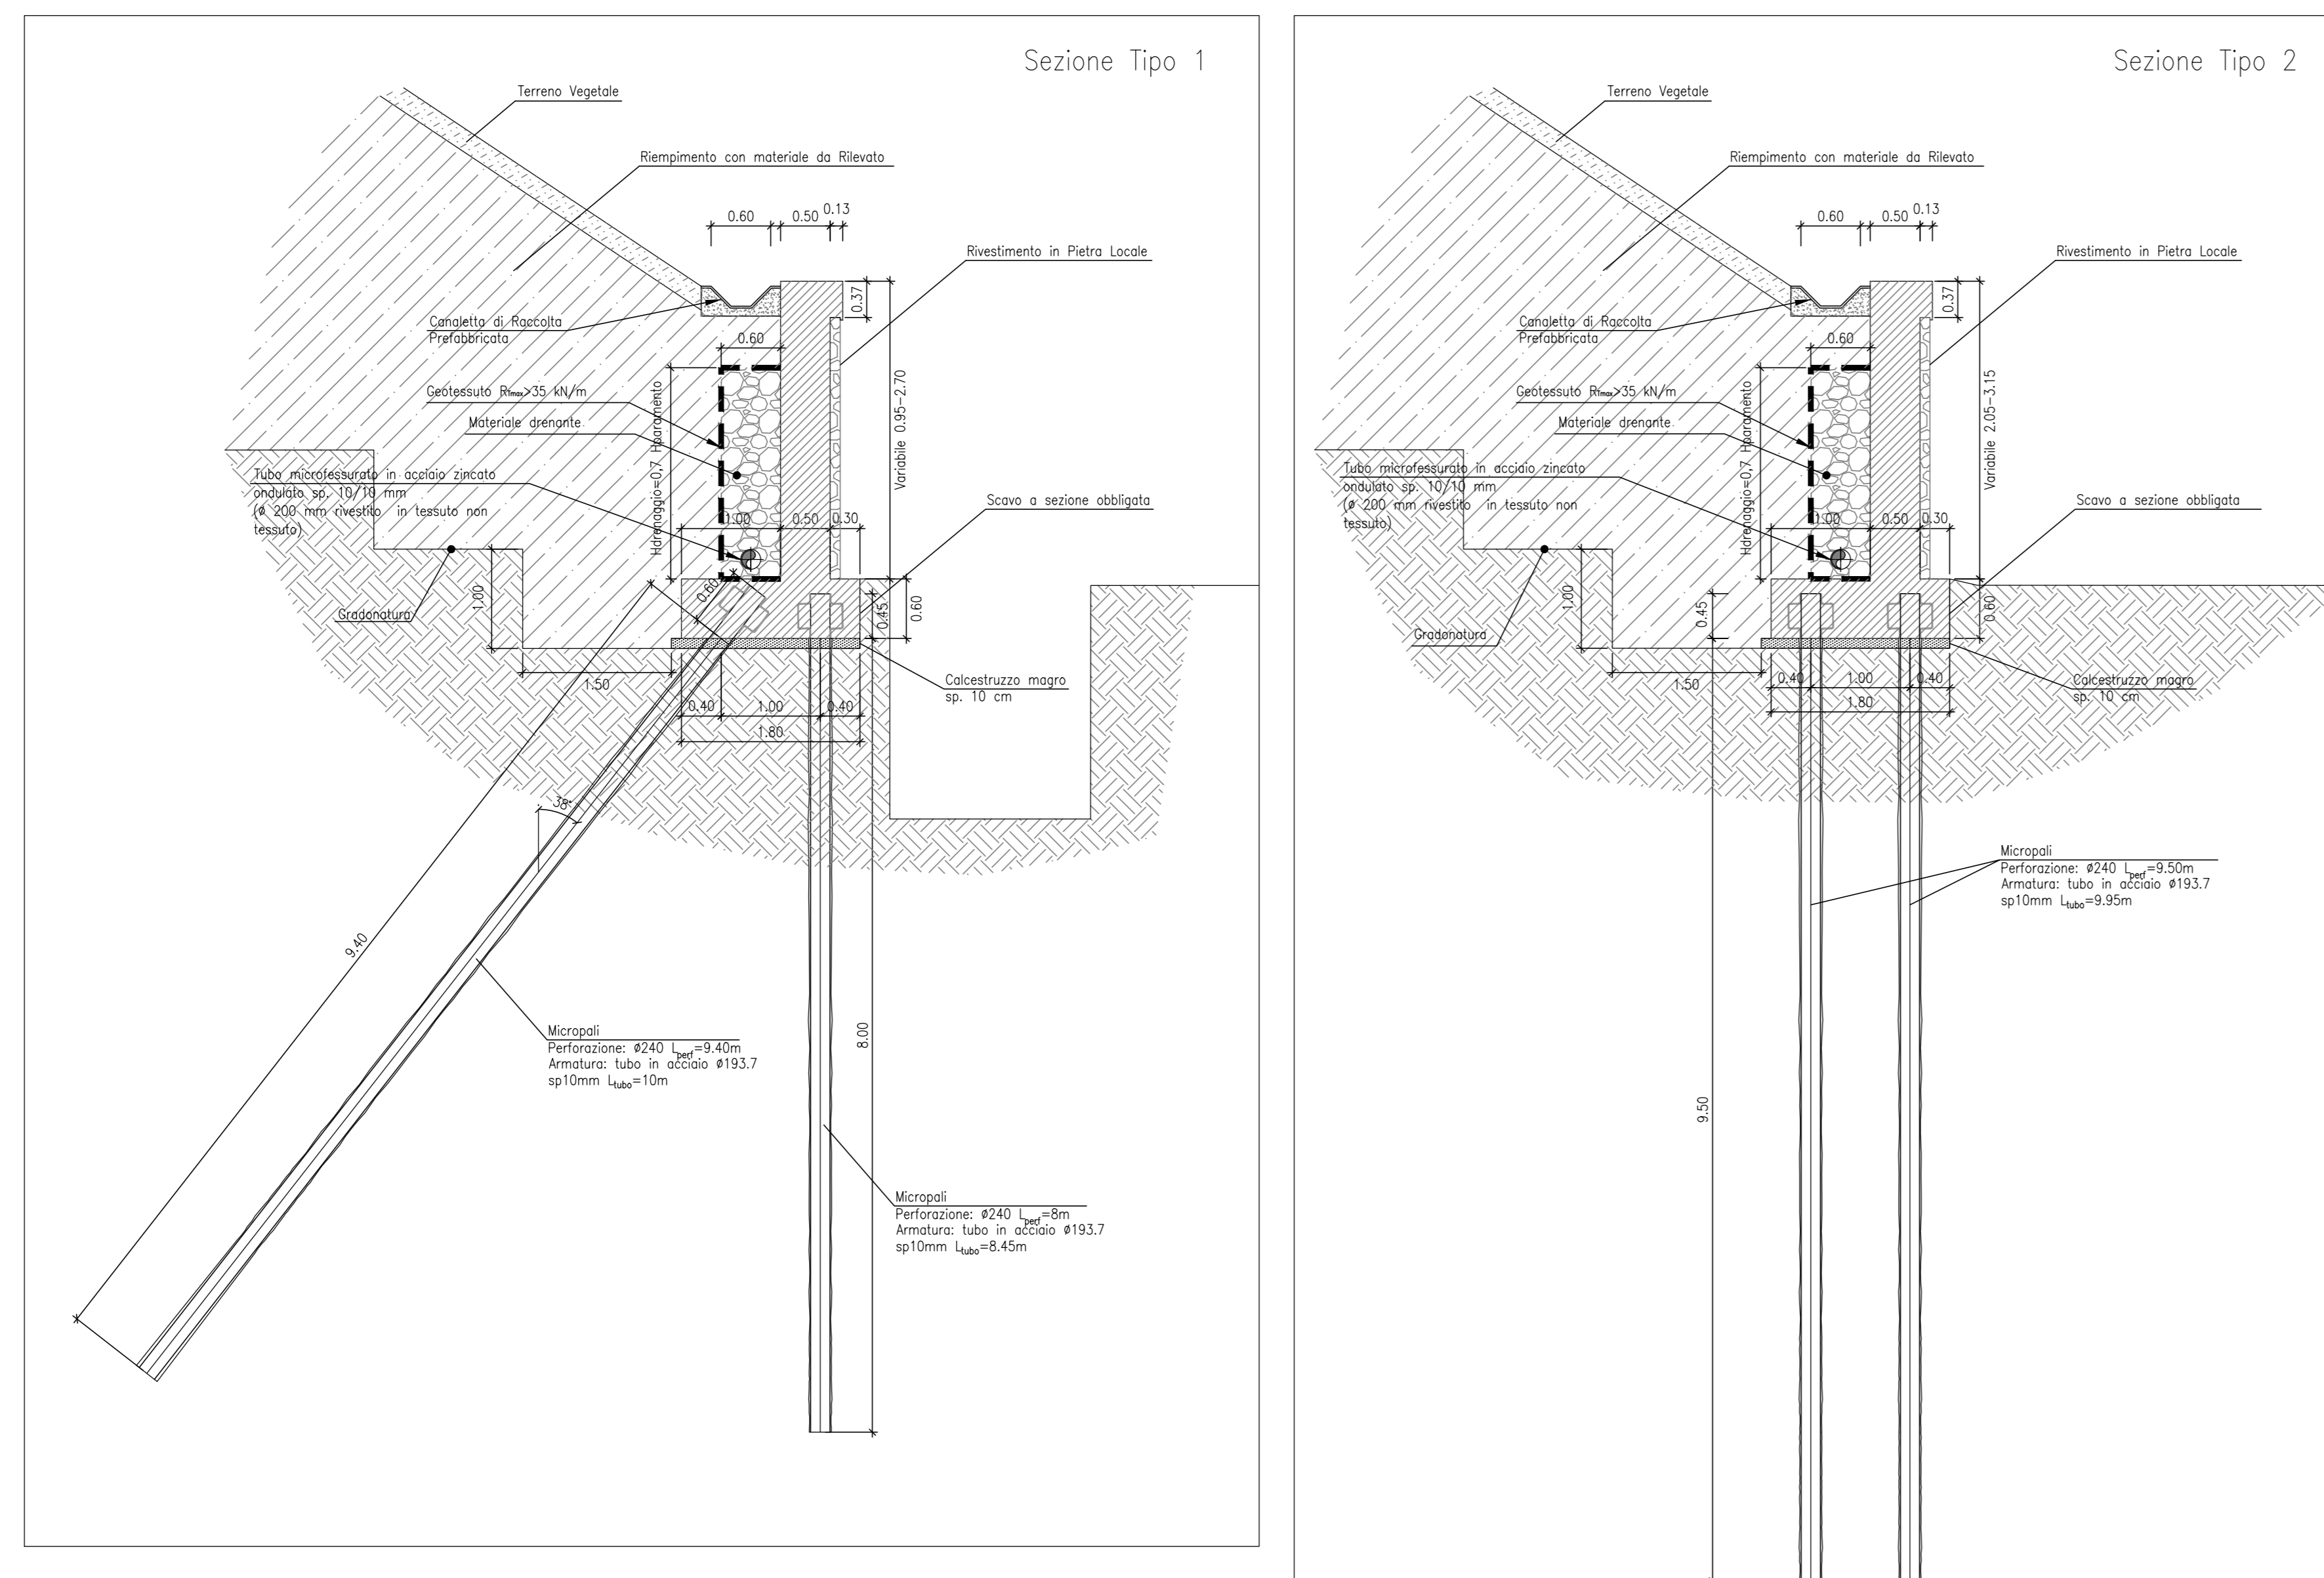 Sezione Tipo 1
Terreno Vegetale
Riempimento con materiale da Rilevato
0.60
0.50
0.13
Rivestimento in Pietra Locale
0.37
Canaletta di Raccolta
Prefabbricata
0.60
Variabile 0.95-2.70
Geotessuto RTmax>35 kN/m
Hdrenaggio=0,7 Hparamento
Materiale drenante
Tubo microfessurato in acciaio zincato
ondulato sp. 10/10 mm
(ø 200 mm rivestito in tessuto non
tessuto)
1.00
0.50
0.30
Scavo a sezione obbligata
1.00
0.60
0.45
0.60
Gradonatura
1.50
Calcestruzzo magro
sp. 10 cm
0.40
1.00
0.40
1.80
38°
9.40
Micropali
Perforazione: ø240 Lperf=9.40m
Armatura: tubo in acciaio ø193.7
sp10mm Ltubo=10m
8.00
Micropali
Perforazione: ø240 Lperf=8m
Armatura: tubo in acciaio ø193.7
sp10mm Ltubo=8.45m
Sezione Tipo 2
Terreno Vegetale
Riempimento con materiale da Rilevato
0.60
0.50
0.13
Rivestimento in Pietra Locale
0.37
Canaletta di Raccolta
Prefabbricata
0.60
Variabile 2.05-3.15
Geotessuto RTmax>35 kN/m
Hdrenaggio=0,7 Hparamento
Materiale drenante
Tubo microfessurato in acciaio zincato
ondulato sp. 10/10 mm
(ø 200 mm rivestito in tessuto non
tessuto)
1.00
0.50
0.30
Scavo a sezione obbligata
1.00
0.45
0.60
Gradonatura
1.50
0.40
1.00
0.40
1.80
Calcestruzzo magro
sp. 10 cm
Micropali
Perforazione: ø240 Lperf=9.50m
Armatura: tubo in acciaio ø193.7
sp10mm Ltubo=9.95m
9.50